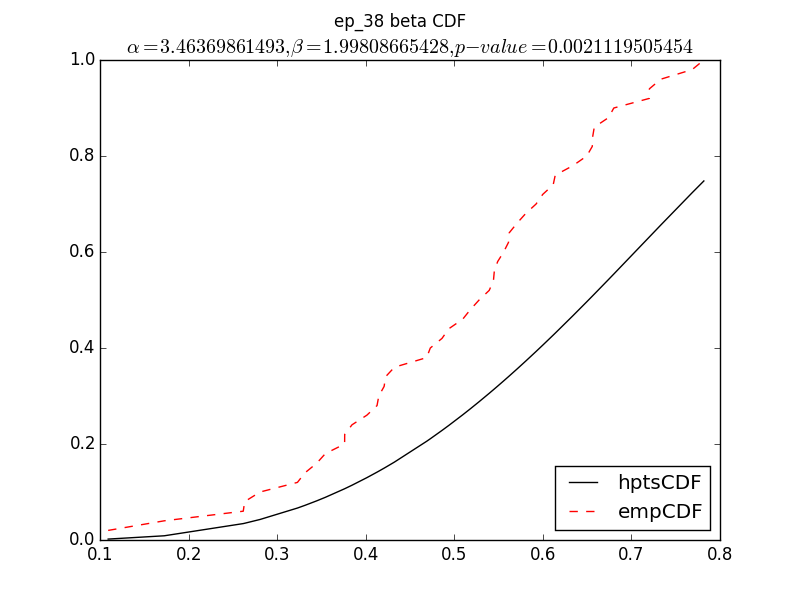 ep_38 beta CDF
α=3.46369861493,β=1.99808665428,p−value=0.0021119505454
1.0
0.8
0.6
0.4
0.2
0.0
0.1 0.2 0.3 0.4 0.5 0.6 0.7 0.8
hptsCDF
empCDF